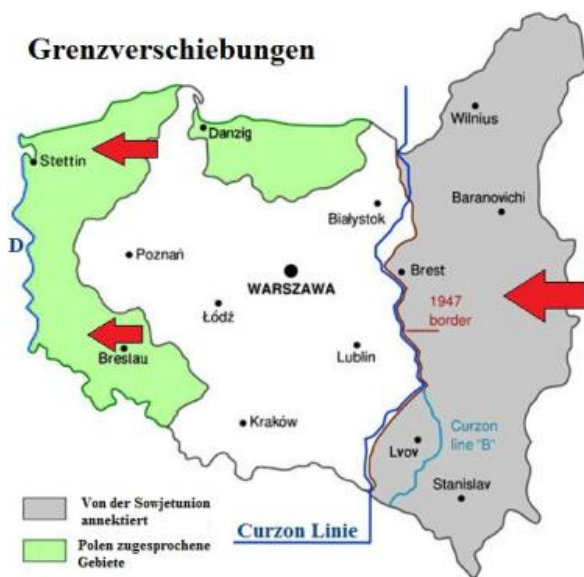 Grenzverschiebungen
Wilnius
Danzig
Stettin
Baranovichi
Białystok
D
Poznań
Brest
WARSZAWA
1947
border
Łódź
Breslau
Lublin
Kraków
Curzon
line "B"
Lvov
Stanislav
Von der Sowjetunion
annektiert
Curzon Linie
Polen zugesprochene
Gebiete